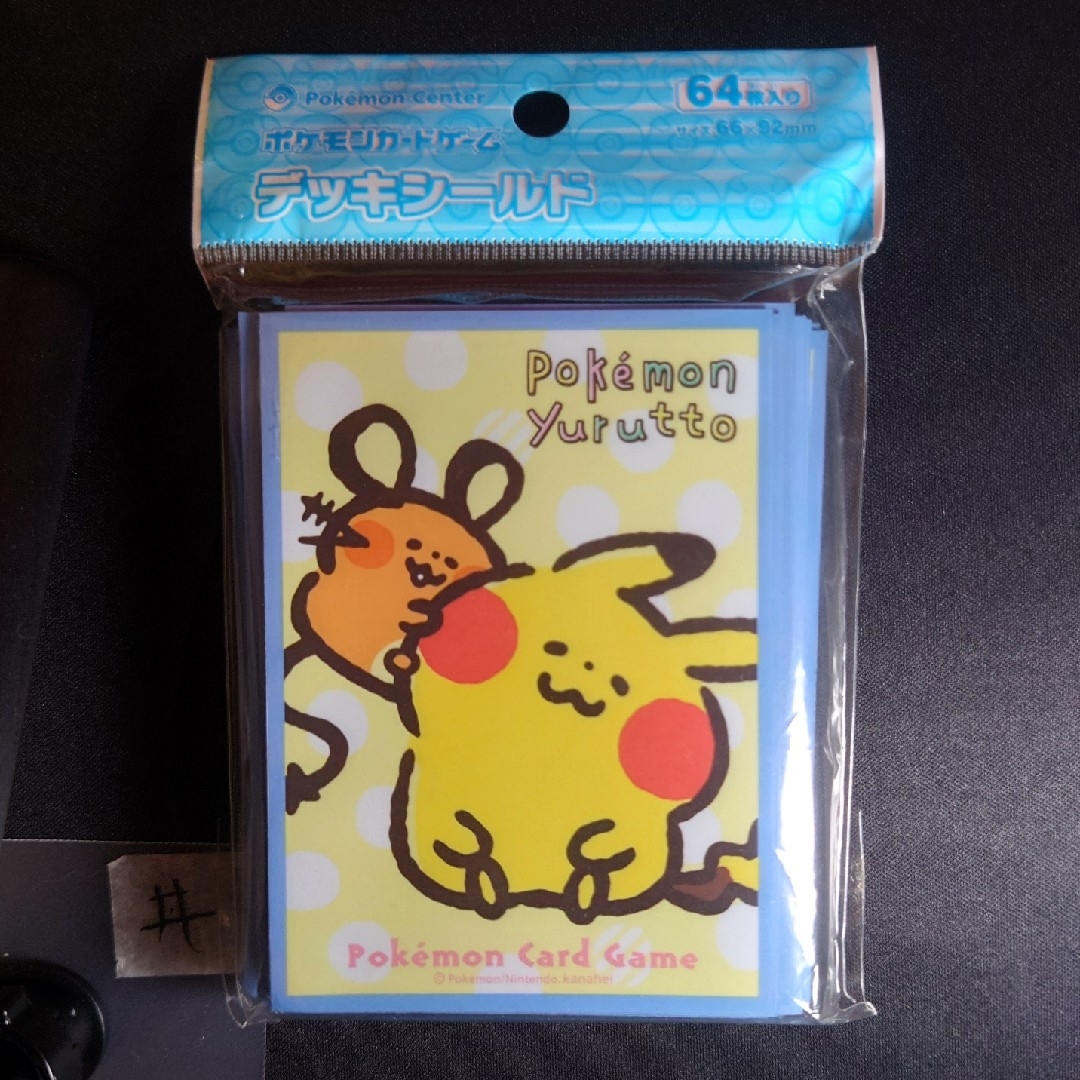 Pokémon Center
64枚入り
ポケモンカードゲーム
サイズ 66×92mm
デッキシールド
Pokémon
Yurutto
Pokémon Card Game
©Pokémon/Nintendo. kanahei
#